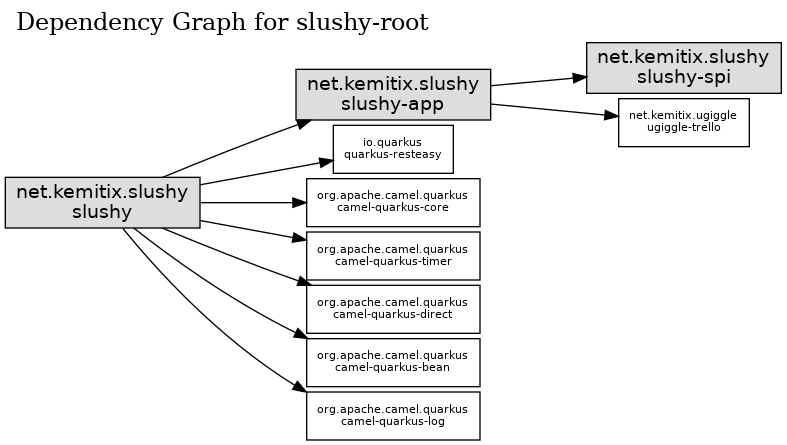 Dependency Graph for slushy-root
net.kemitix.slushy
slushy-spi
net.kemitix.slushy
slushy-app
net.kemitix.ugiggle
ugiggle-trello
io.quarkus
quarkus-resteasy
net.kemitix.slushy
slushy
org.apache.camel.quarkus
camel-quarkus-core
org.apache.camel.quarkus
camel-quarkus-timer
org.apache.camel.quarkus
camel-quarkus-direct
org.apache.camel.quarkus
camel-quarkus-bean
org.apache.camel.quarkus
camel-quarkus-log